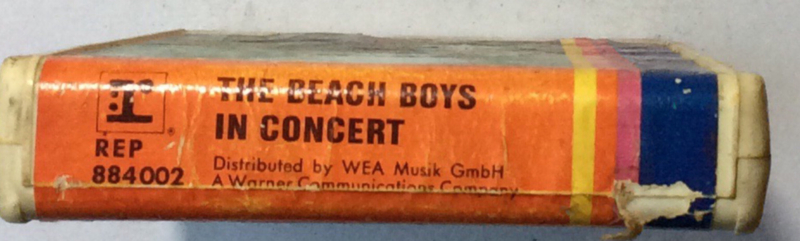 THE BEACH BOYS
IN CONCERT
REP
884002
Distributed by WEA Musik GmbH
A Warner Communications Company